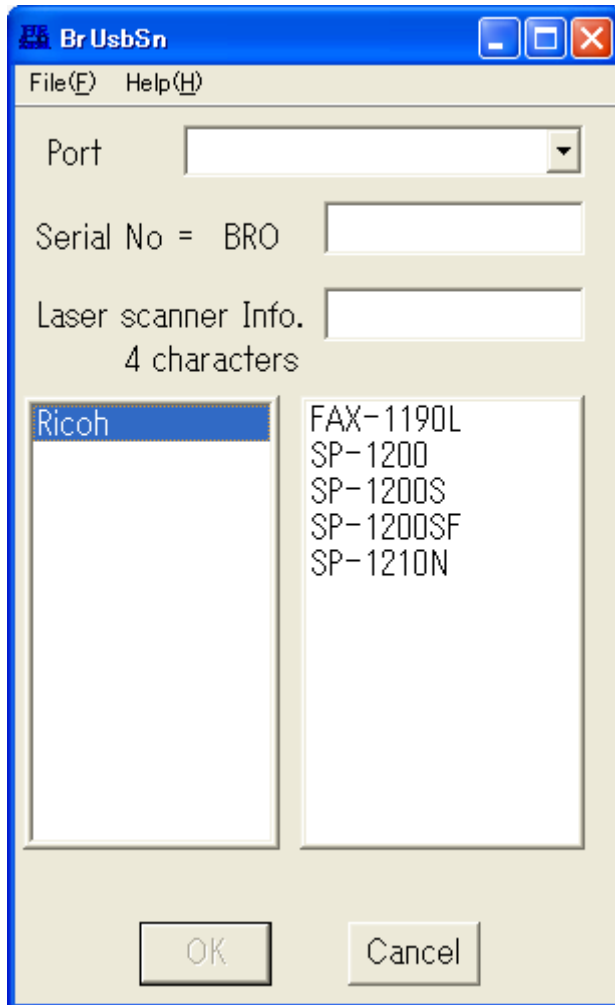 BrUsbSn
File(F) Help(H)
Port
Serial No = BRO
Laser scanner Info.
4 characters
Ricoh
FAX-1190L
SP-1200
SP-1200S
SP-1200SF
SP-1210N
OK Cancel